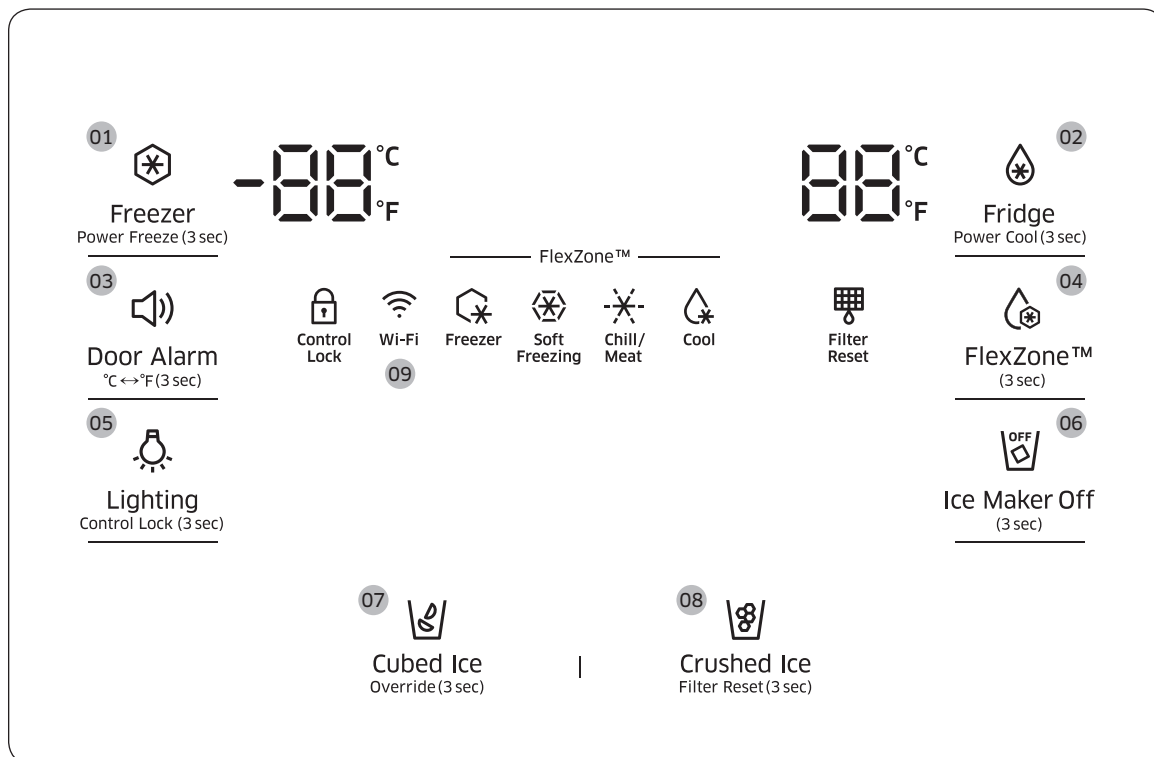 01
Freezer
Power Freeze (3 sec)
-88 °C
°F
88 °C
°F
02
Fridge
Power Cool (3 sec)
FlexZone™
03
Door Alarm
°C ↔ °F (3 sec)
Control
Lock
Wi-Fi
09
Freezer
Soft
Freezing
Chill/
Meat
Cool
Filter
Reset
04
FlexZone™
(3 sec)
05
Lighting
Control Lock (3 sec)
06
OFF
Ice Maker Off
(3 sec)
07
Cubed Ice
Override (3 sec)
08
Crushed Ice
Filter Reset (3 sec)